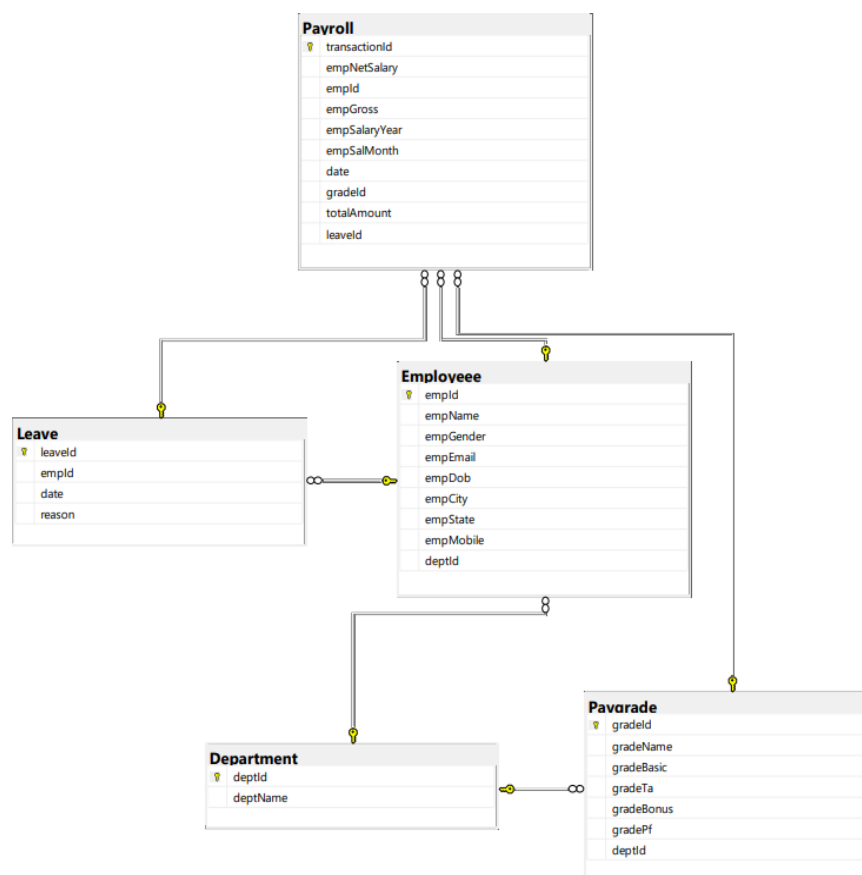 Payroll
transactionId
empNetSalary
empId
empGross
empSalaryYear
empSalMonth
date
gradeId
totalAmount
leaveId
Employeee
empId
empName
empGender
empEmail
empDob
empCity
empState
empMobile
deptId
Leave
leaveId
empId
date
reason
Department
deptId
deptName
Paygrade
gradeId
gradeName
gradeBasic
gradeTa
gradeBonus
gradePf
deptId